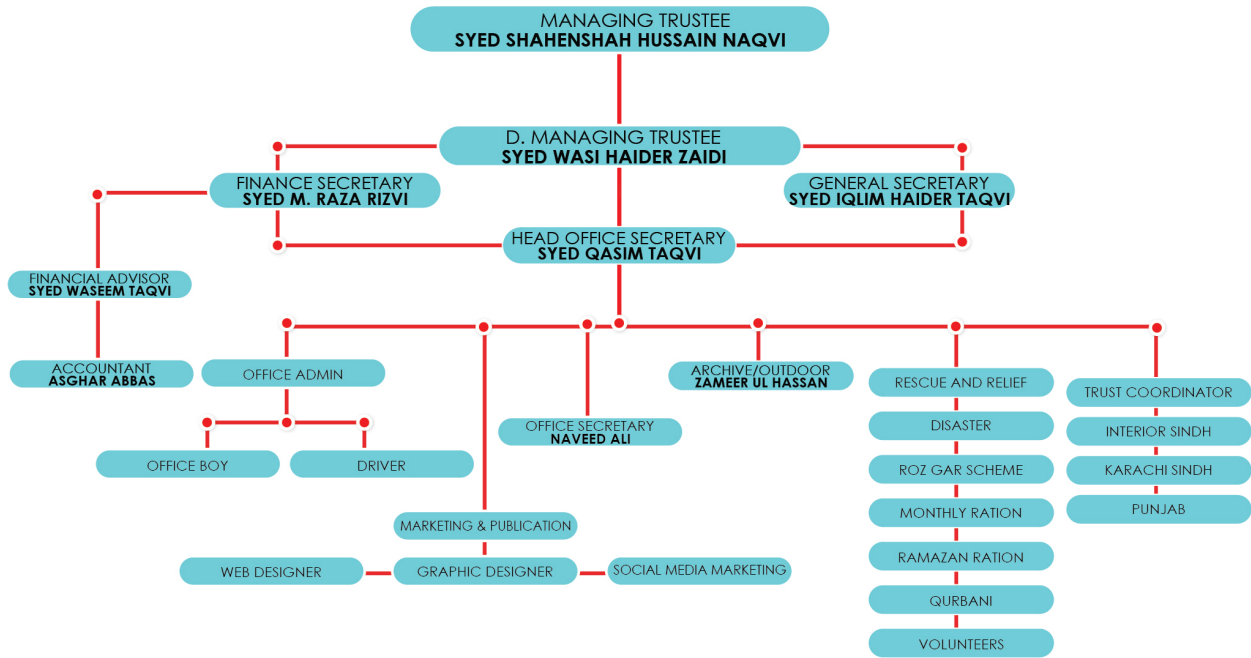 MANAGING TRUSTEE
SYED SHAHENSHAH HUSSAIN NAQVI
D. MANAGING TRUSTEE
SYED WASI HAIDER ZAIDI
FINANCE SECRETARY
SYED M. RAZA RIZVI
GENERAL SECRETARY
SYED IQLIM HAIDER TAQVI
HEAD OFFICE SECRETARY
SYED QASIM TAQVI
FINANCIAL ADVISOR
SYED WASEEM TAQVI
ACCOUNTANT
ASGHAR ABBAS
OFFICE ADMIN
OFFICE BOY
DRIVER
MARKETING & PUBLICATION
WEB DESIGNER
GRAPHIC DESIGNER
SOCIAL MEDIA MARKETING
OFFICE SECRETARY
NAVEED ALI
ARCHIVE/OUTDOOR
ZAMEER UL HASSAN
RESCUE AND RELIEF
DISASTER
ROZ GAR SCHEME
MONTHLY RATION
RAMAZAN RATION
QURBANI
VOLUNTEERS
TRUST COORDINATOR
INTERIOR SINDH
KARACHI SINDH
PUNJAB